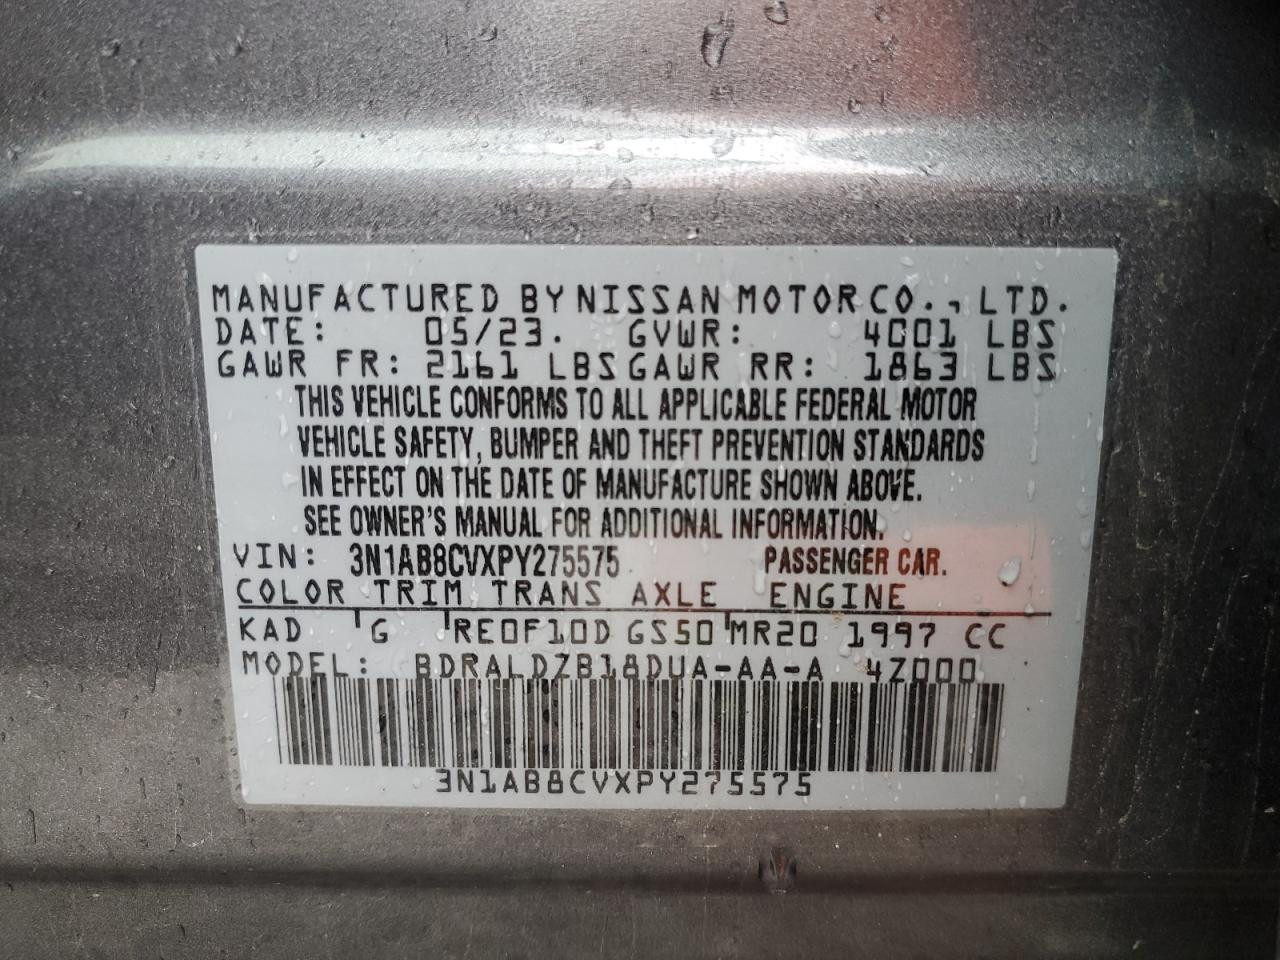 MANUFACTURED BY NISSAN MOTOR CO., LTD.
DATE: 05/23. GVWR: 4001 LBS
GAWR FR: 2161 LBS GAWR RR: 1863 LBS
THIS VEHICLE CONFORMS TO ALL APPLICABLE FEDERAL MOTOR
VEHICLE SAFETY, BUMPER AND THEFT PREVENTION STANDARDS
IN EFFECT ON THE DATE OF MANUFACTURE SHOWN ABOVE.
SEE OWNER'S MANUAL FOR ADDITIONAL INFORMATION.
VIN: 3N1AB8CVXPY275575 PASSENGER CAR.
COLOR TRIM TRANS AXLE ENGINE
KAD G RE0F10D GS50 MR20 1997 CC
MODEL: BDRALDZB18DUA-AA-A 4Z000
3N1AB8CVXPY275575